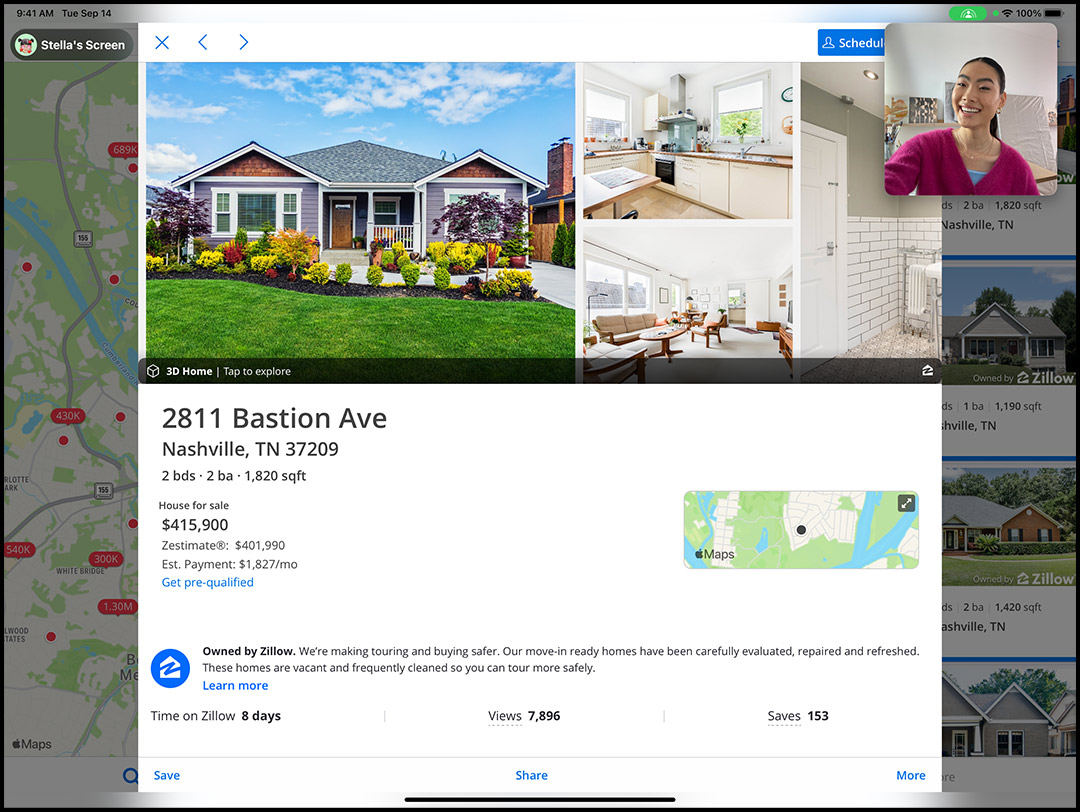 9:41 AM Tue Sep 14
100%
Stella's Screen
Schedul
689K
155
430K
155
540K
300K
WHITE BRIDGE
1.30M
Maps
3D Home | Tap to explore
2811 Bastion Ave
Nashville, TN 37209
2 bds · 2 ba · 1,820 sqft
House for sale
$415,900
Zestimate®: $401,990
Est. Payment: $1,827/mo
Get pre-qualified
Maps
Owned by Zillow. We're making touring and buying safer. Our move-in ready homes have been carefully evaluated, repaired and refreshed.
These homes are vacant and frequently cleaned so you can tour more safely.
Learn more
Time on Zillow 8 days
Views 7,896
Saves 153
Save
Share
More
ds | 2 ba | 1,820 sqft
Nashville, TN
Owned by Zillow
ds | 1 ba | 1,190 sqft
shville, TN
Owned by Zillow
ds | 2 ba | 1,420 sqft
ashville, TN